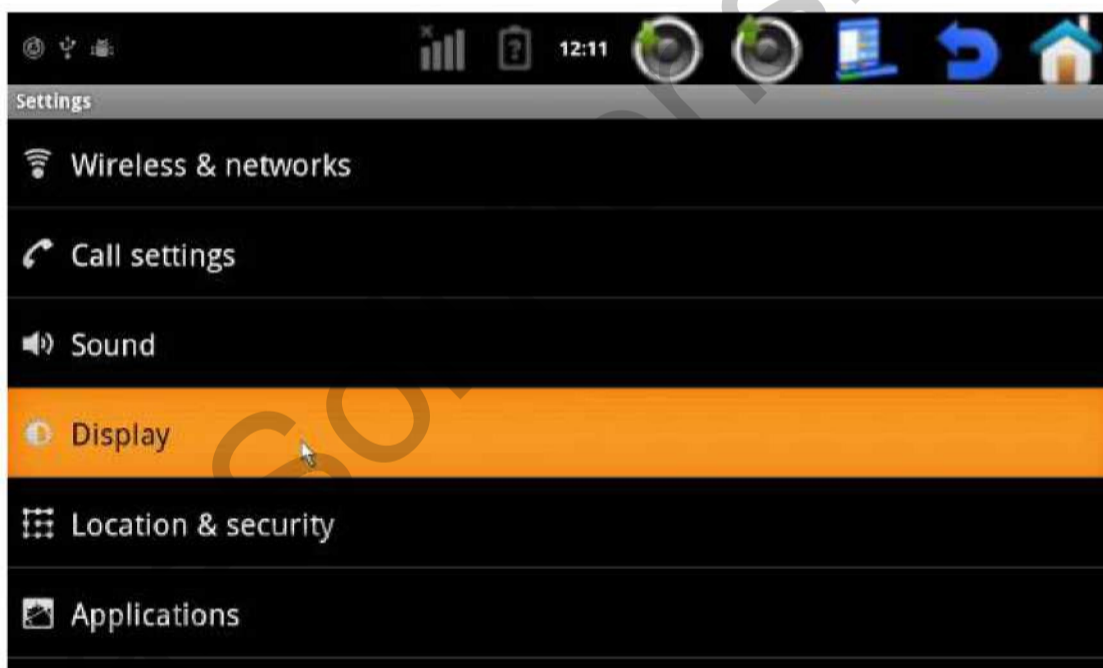 12:11
Settings
Wireless & networks
Call settings
Sound
Display
Location & security
Applications